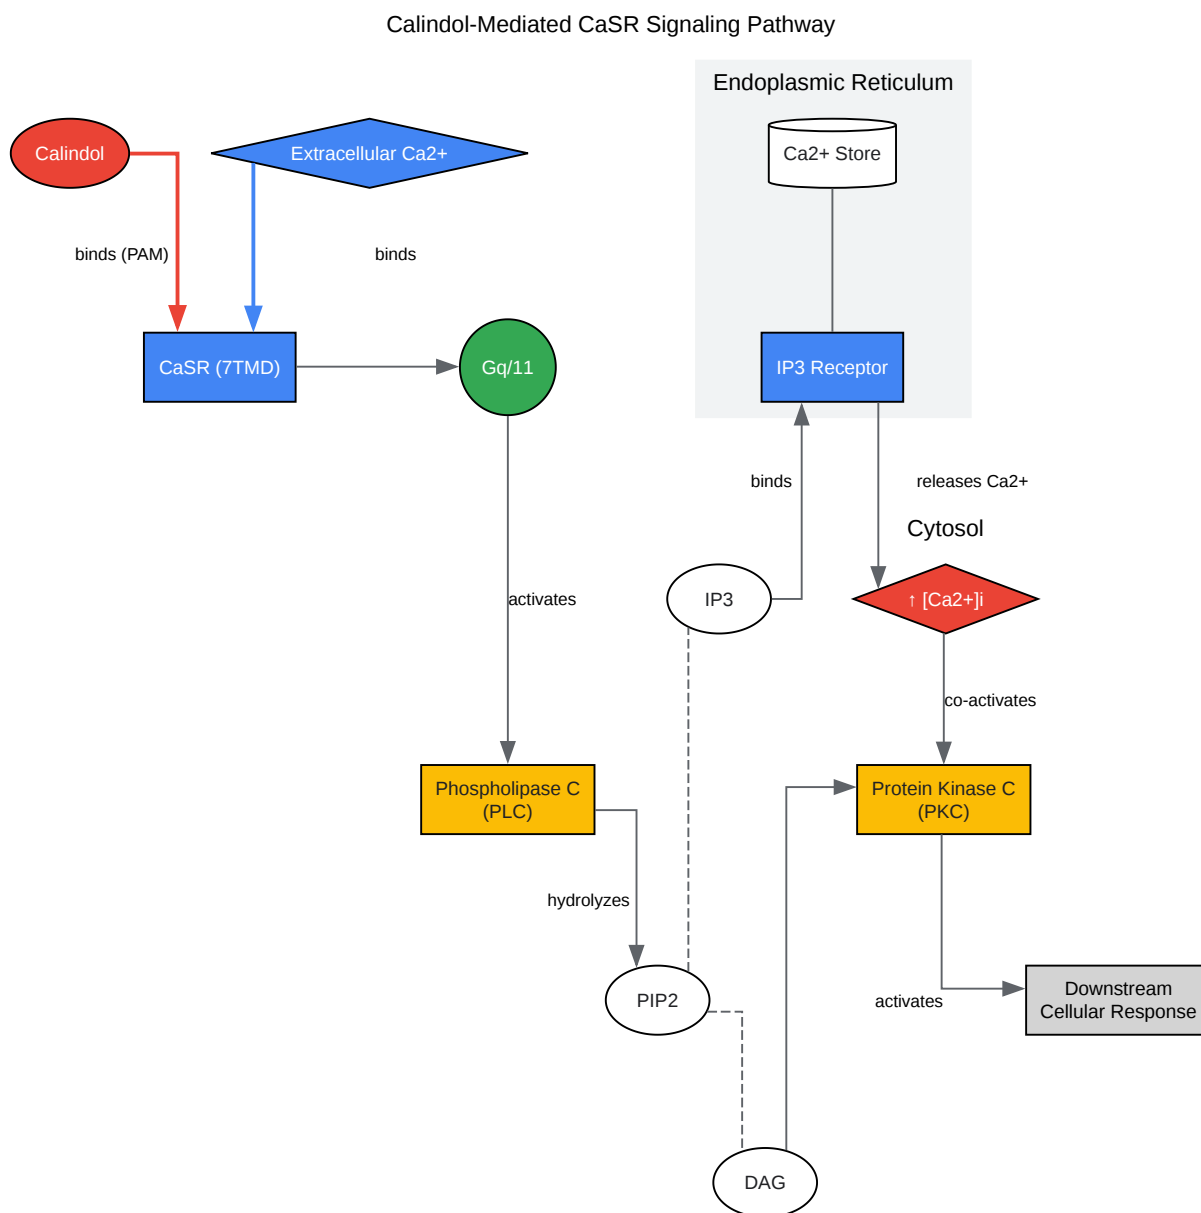 Calindol-Mediated CaSR Signaling Pathway
Endoplasmic Reticulum
Calindol
Extracellular Ca2+
Ca2+ Store
binds (PAM)
binds
CaSR (7TMD)
Gq/11
IP3 Receptor
binds
releases Ca2+
Cytosol
activates
IP3
↑ [Ca2+]i
co-activates
Phospholipase C
(PLC)
Protein Kinase C
(PKC)
hydrolyzes
PIP2
activates
Downstream
Cellular Response
DAG